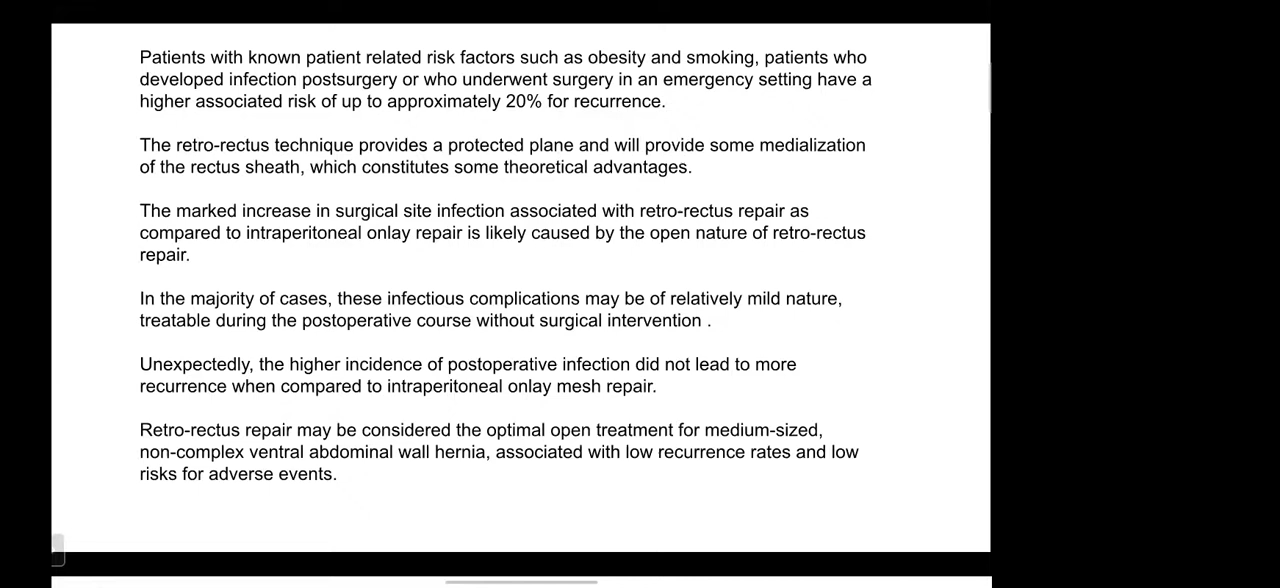 Patients with known patient related risk factors such as obesity and smoking, patients who
developed infection postsurgery or who underwent surgery in an emergency setting have a
higher associated risk of up to approximately 20% for recurrence.
The retro-rectus technique provides a protected plane and will provide some medialization
of the rectus sheath, which constitutes some theoretical advantages.
The marked increase in surgical site infection associated with retro-rectus repair as
compared to intraperitoneal onlay repair is likely caused by the open nature of retro-rectus
repair.
In the majority of cases, these infectious complications may be of relatively mild nature,
treatable during the postoperative course without surgical intervention .
Unexpectedly, the higher incidence of postoperative infection did not lead to more
recurrence when compared to intraperitoneal onlay mesh repair.
Retro-rectus repair may be considered the optimal open treatment for medium-sized,
non-complex ventral abdominal wall hernia, associated with low recurrence rates and low
risks for adverse events.